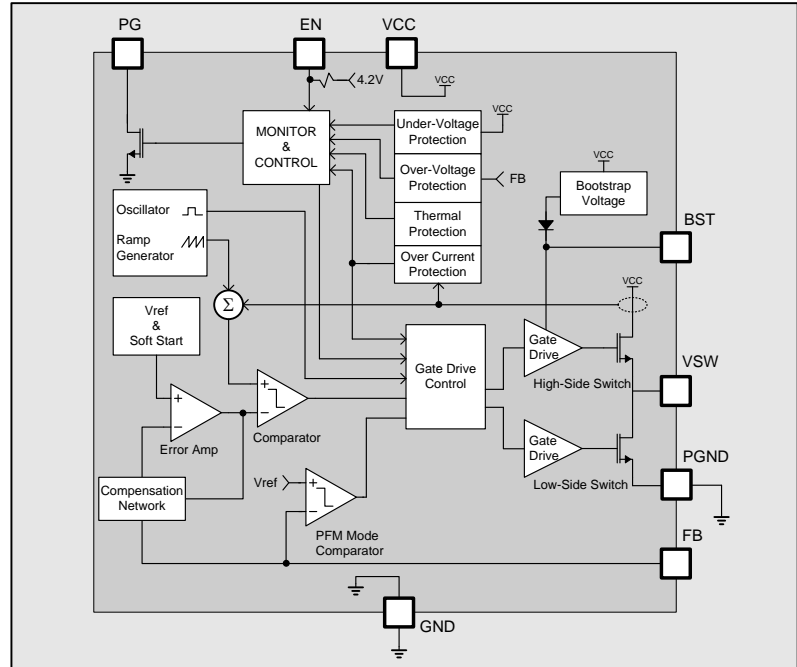 PG
EN
VCC
4.2V
VCC
MONITOR
&
CONTROL
Under-Voltage
Protection
VCC
Over-Voltage
Protection
FB
Thermal
Protection
Over Current
Protection
VCC
Bootstrap
Voltage
BST
Oscillator
Ramp
Generator
Σ
VCC
Vref
&
Soft Start
Gate Drive
Control
Gate
Drive
High-Side Switch
VSW
+
−
Error Amp
+
−
Comparator
Gate
Drive
Low-Side Switch
PGND
Compensation
Network
Vref
+
−
PFM Mode
Comparator
FB
GND